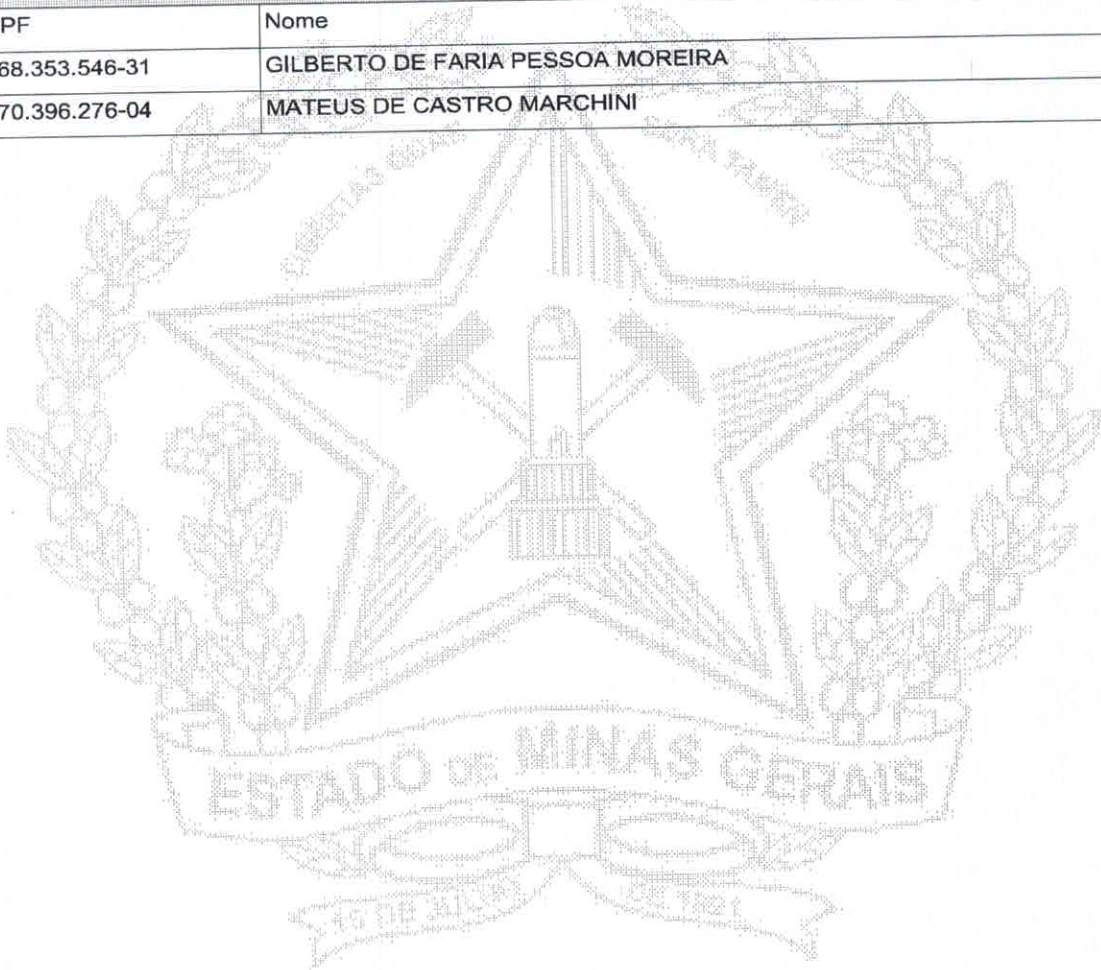 PF Nome
68.353.546-31 GILBERTO DE FARIA PESSOA MOREIRA
70.396.276-04 MATEUS DE CASTRO MARCHINI
ESTADO DE MINAS GERAIS